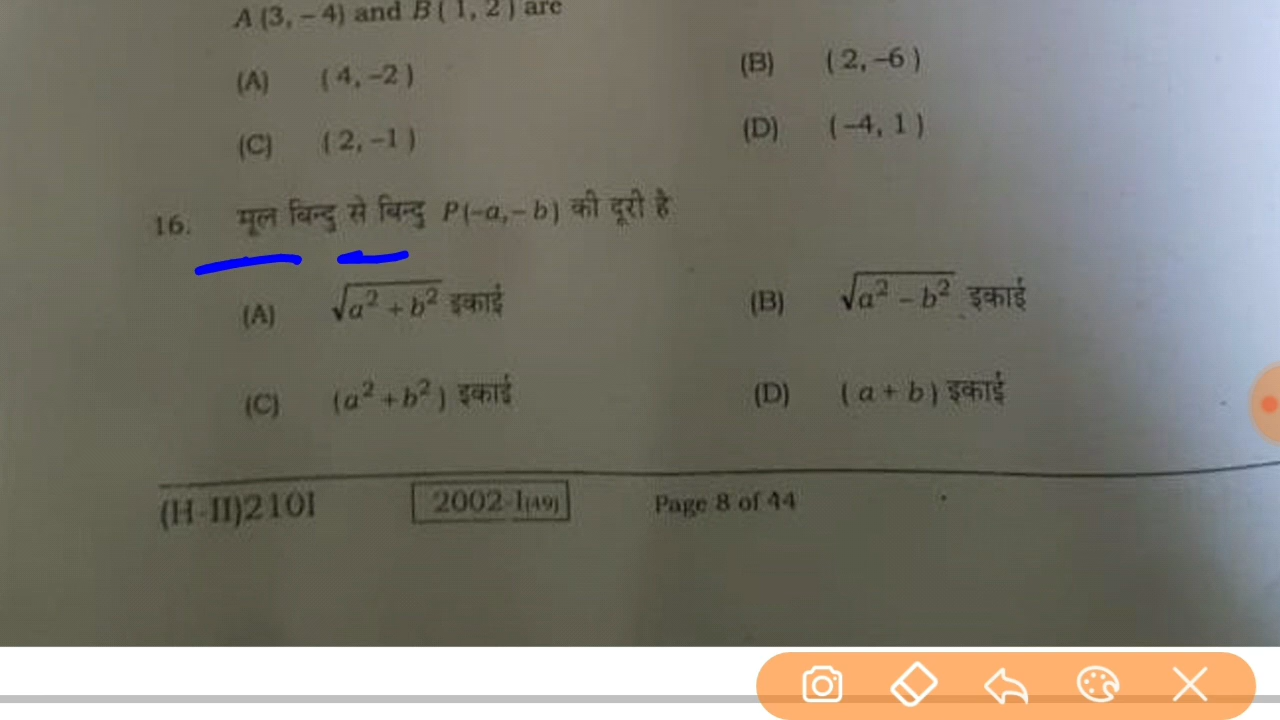 A (3, – 4) and B ( 1, 2 ) are
(A) ( 4, –2 ) (B) ( 2, –6 )
(C) ( 2, –1 ) (D) ( –4, 1 )
16. मूल बिन्दु से बिन्दु P(–a, – b) की दूरी है
(A) √a² + b² इकाई (B) √a² – b² इकाई
(C) (a² + b² ) इकाई (D) ( a + b ) इकाई
(H-II)2101 2002-I(49) Page 8 of 44